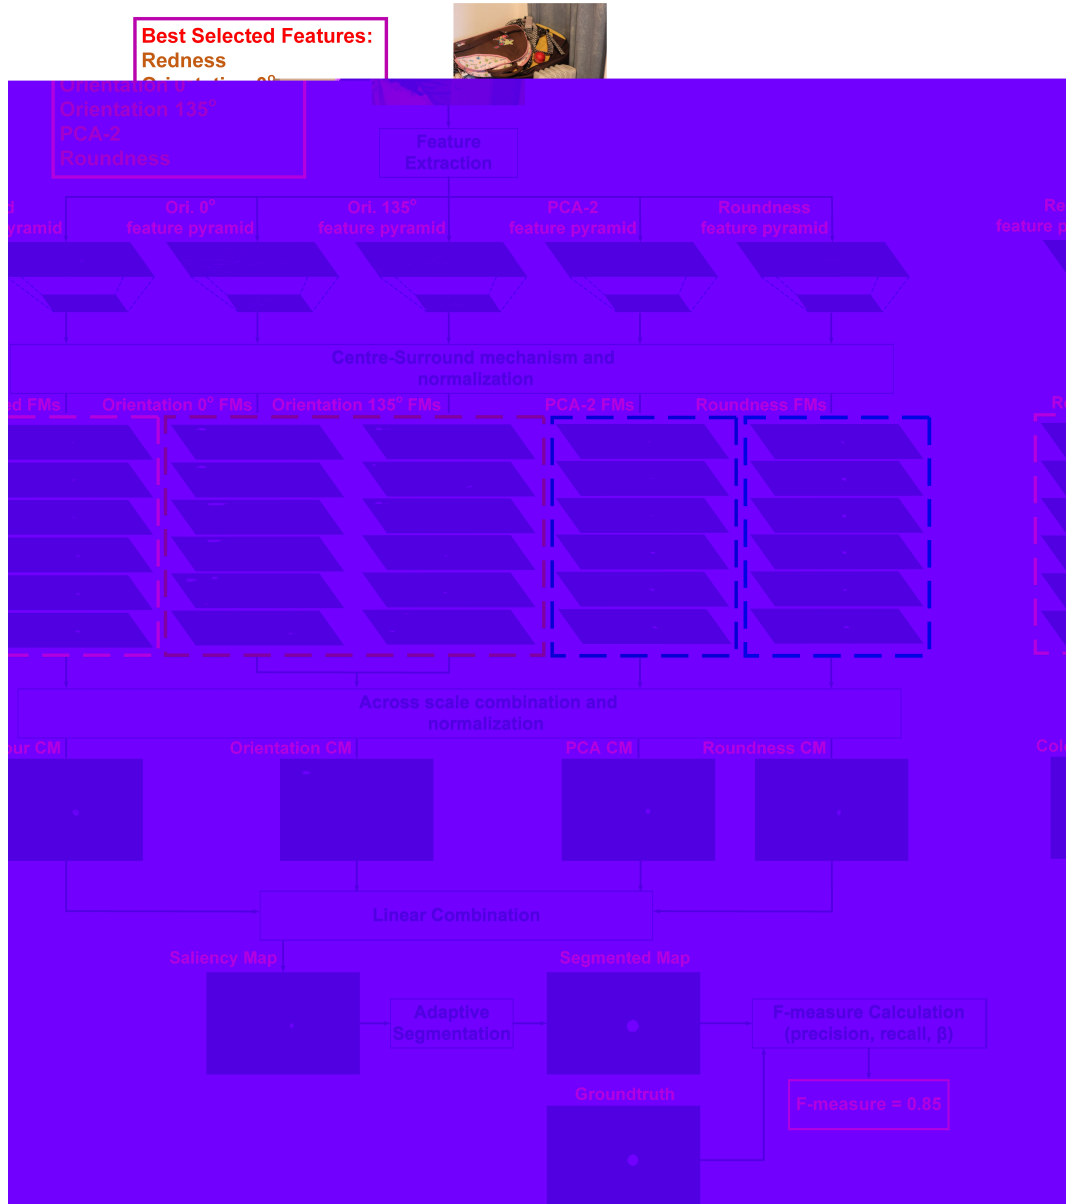 Best Selected Features:
Redness
Orientation 0°
Orientation 135°
PCA-2
Roundness
Feature
Extraction
Ori. 0°
feature pyramid
Ori. 135°
feature pyramid
PCA-2
feature pyramid
Roundness
feature pyramid
Centre-Surround mechanism and
normalization
FMs
Orientation 0° FMs
Orientation 135° FMs
PCA-2 FMs
Roundness FMs
Across scale combination and
normalization
CM
Orientation CM
PCA CM
Roundness CM
Linear Combination
Saliency Map
Segmented Map
Adaptive
Segmentation
F-measure Calculation
(precision, recall, β)
Groundtruth
F-measure = 0.85